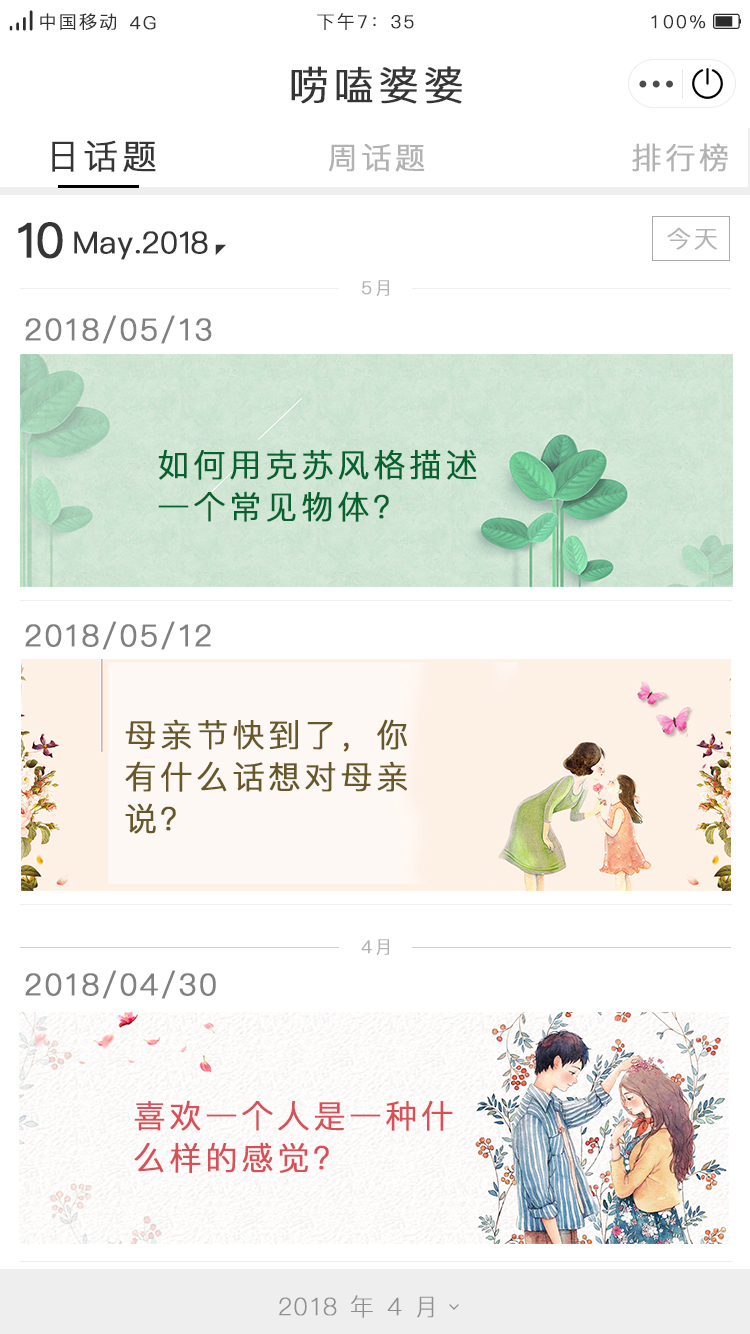 中国移动 4G 下午7：35 100%
唠嗑婆婆
日话题 周话题 排行榜
10 May.2018 今天
5月
2018/05/13
如何用克苏风格描述
一个常见物体？
2018/05/12
母亲节快到了，你
有什么话想对母亲
说？
4月
2018/04/30
喜欢一个人是一种什
么样的感觉？
2018 年 4 月